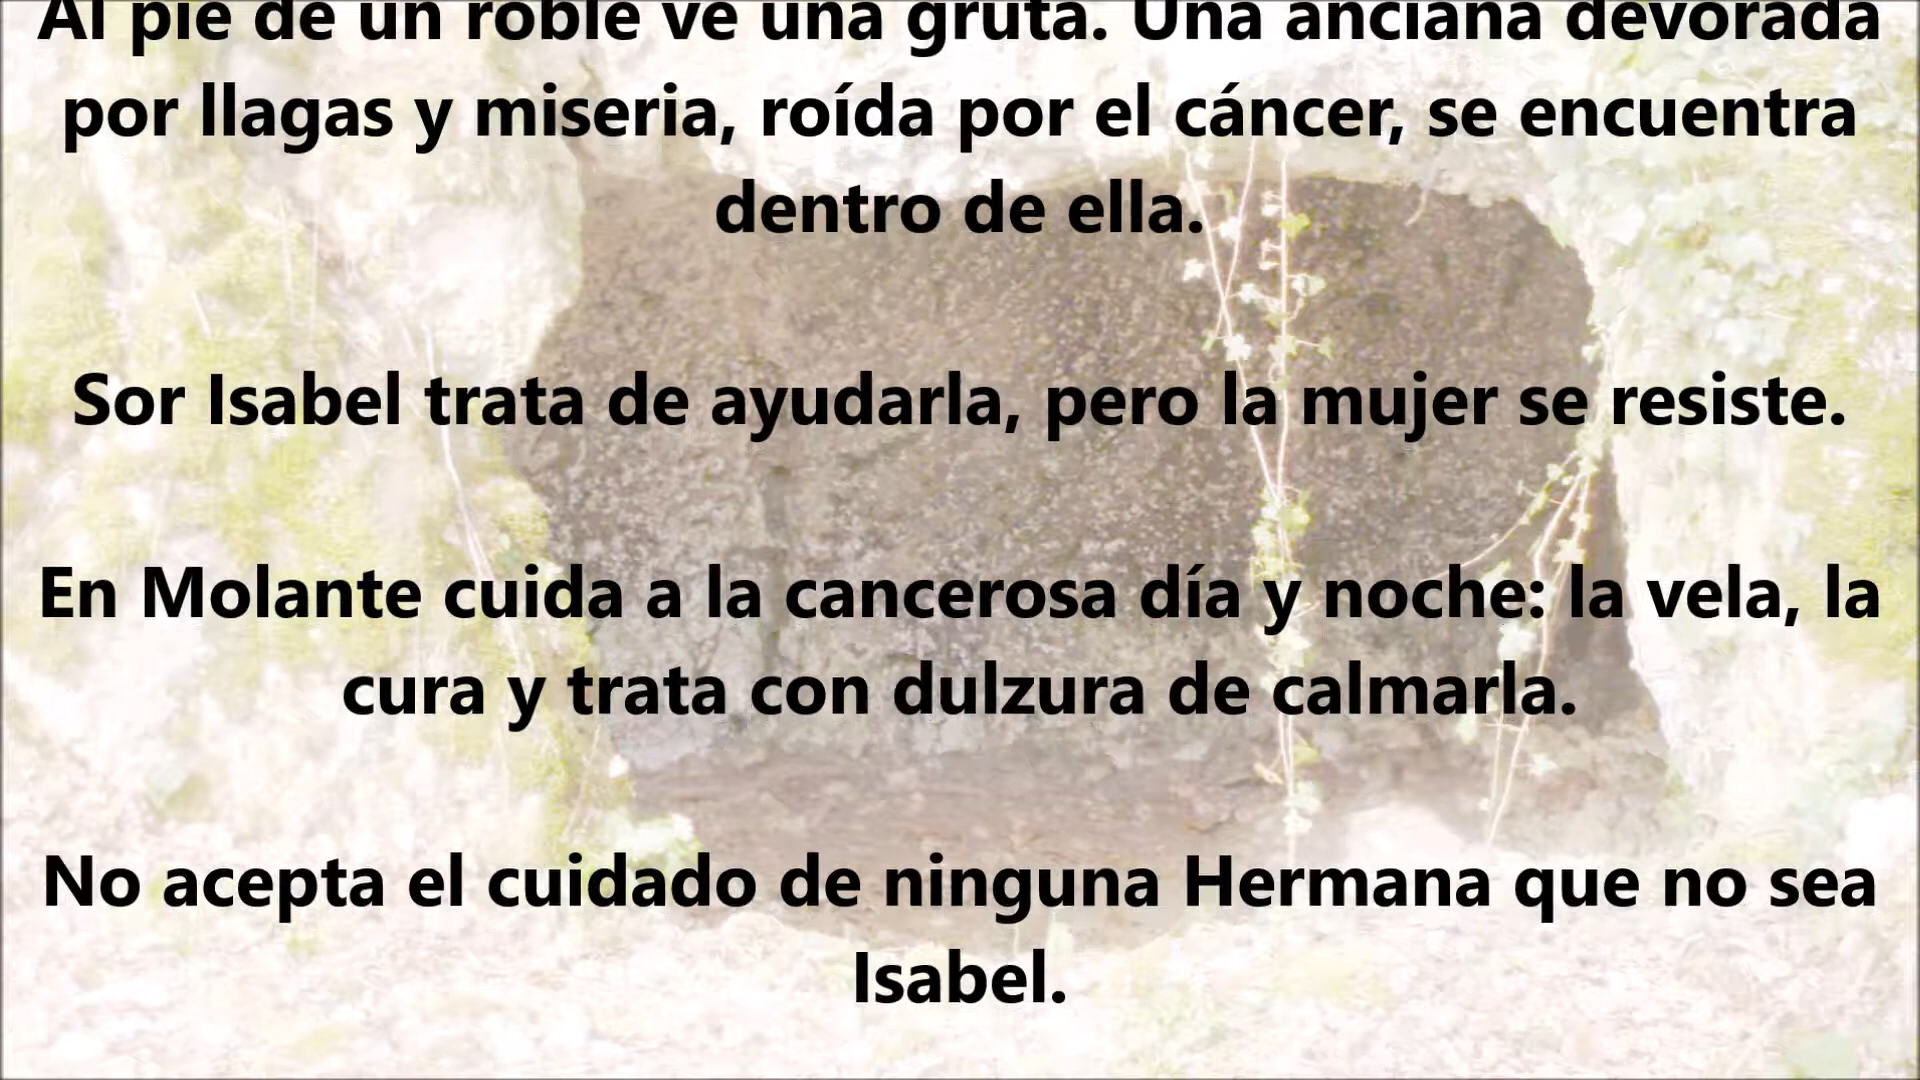 Al pie de un roble ve una gruta. Una anciana devorada
por llagas y miseria, roída por el cáncer, se encuentra
dentro de ella.
Sor Isabel trata de ayudarla, pero la mujer se resiste.
En Molante cuida a la cancerosa día y noche: la vela, la
cura y trata con dulzura de calmarla.
No acepta el cuidado de ninguna Hermana que no sea
Isabel.